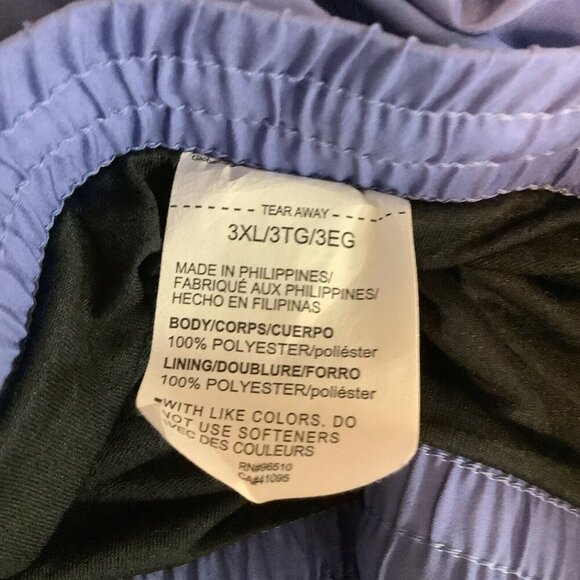 TEAR AWAY
3XL/3TG/3EG
MADE IN PHILIPPINES/
FABRIQUÉ AUX PHILIPPINES/
HECHO EN FILIPINAS
BODY/CORPS/CUERPO
100% POLYESTER/poliéster
LINING/DOUBLURE/FORRO
100% POLYESTER/poliéster
WITH LIKE COLORS. DO
NOT USE SOFTENERS
AVEC DES COULEURS
RN#96510
CA#41095